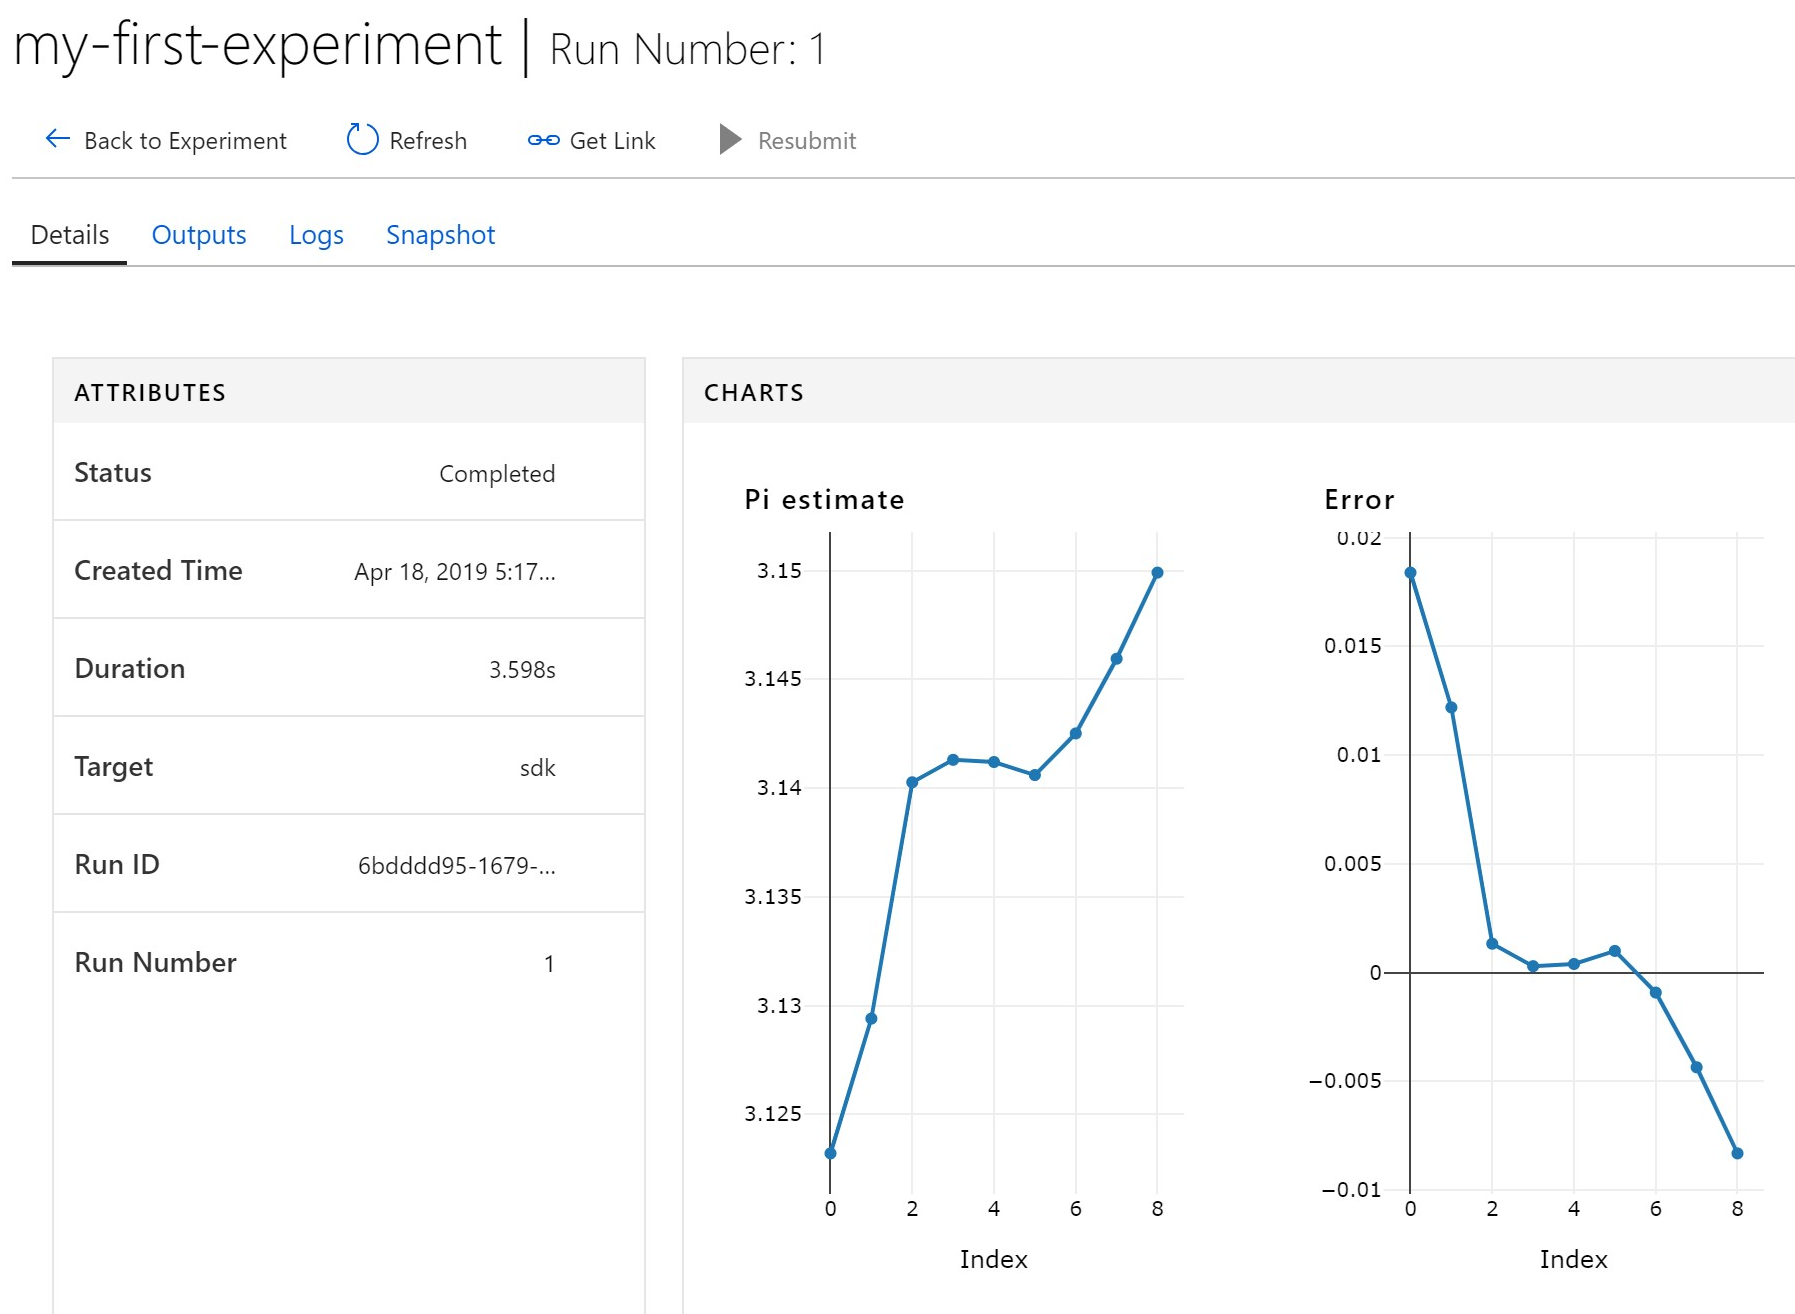 my-first-experiment | Run Number: 1
Back to Experiment Refresh Get Link Resubmit
Details Outputs Logs Snapshot
ATTRIBUTES
Status Completed
Created Time Apr 18, 2019 5:17...
Duration 3.598s
Target sdk
Run ID 6bdddd95-1679-...
Run Number 1
CHARTS
Pi estimate
3.15
3.145
3.14
3.135
3.13
3.125
0 2 4 6 8
Index
Error
0.02
0.015
0.01
0.005
0
−0.005
−0.01
0 2 4 6 8
Index